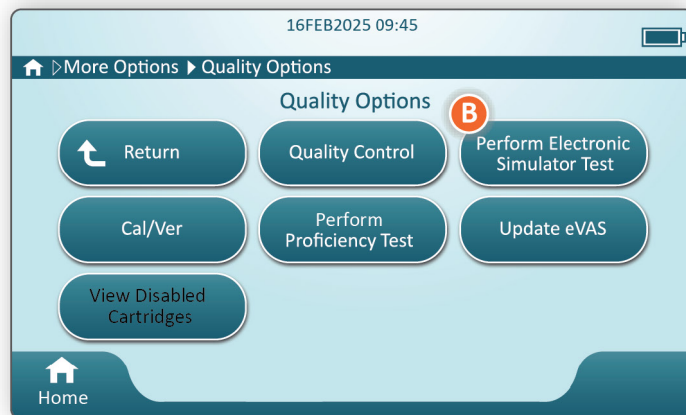 16FEB2025 09:45
More Options Quality Options
Quality Options
B
Return
Quality Control
Perform Electronic
Simulator Test
Cal/Ver
Perform
Proficiency Test
Update eVAS
View Disabled
Cartridges
Home